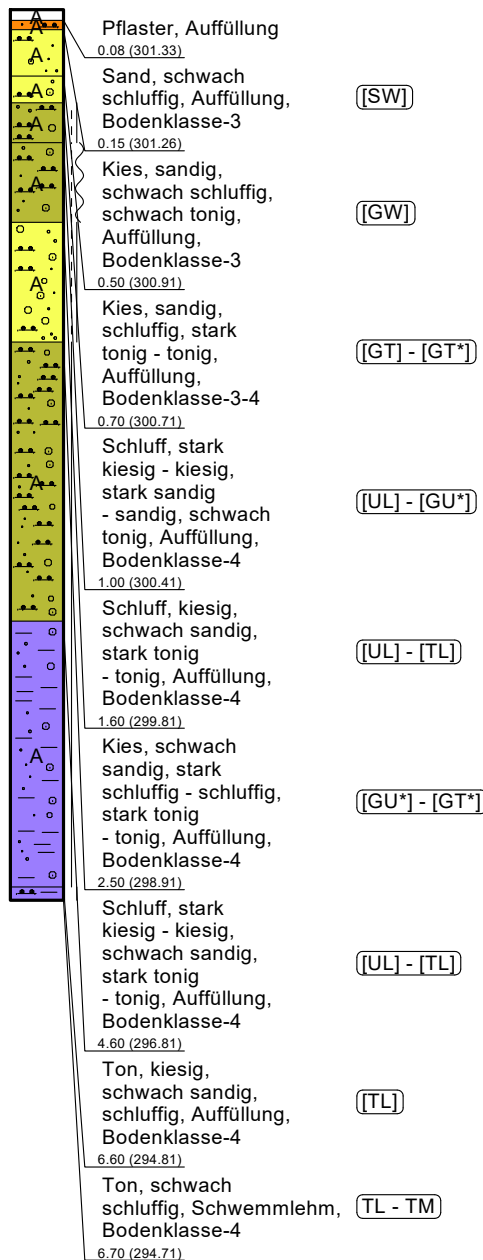 A
A
A
A
A
A
A
A
A
Pflaster, Auffüllung
0.08 (301.33)
Sand, schwach
schluffig, Auffüllung,
Bodenklasse-3
[SW]
0.15 (301.26)
Kies, sandig,
schwach schluffig,
schwach tonig,
Auffüllung,
Bodenklasse-3
[GW]
0.50 (300.91)
Kies, sandig,
schluffig, stark
tonig - tonig,
Auffüllung,
Bodenklasse-3-4
[GT] - [GT*]
0.70 (300.71)
Schluff, stark
kiesig - kiesig,
stark sandig
- sandig, schwach
tonig, Auffüllung,
Bodenklasse-4
[UL] - [GU*]
1.00 (300.41)
Schluff, kiesig,
schwach sandig,
stark tonig
- tonig, Auffüllung,
Bodenklasse-4
[UL] - [TL]
1.60 (299.81)
Kies, schwach
sandig, stark
schluffig - schluffig,
stark tonig
- tonig, Auffüllung,
Bodenklasse-4
[GU*] - [GT*]
2.50 (298.91)
Schluff, stark
kiesig - kiesig,
schwach sandig,
stark tonig
- tonig, Auffüllung,
Bodenklasse-4
[UL] - [TL]
4.60 (296.81)
Ton, kiesig,
schwach sandig,
schluffig, Auffüllung,
Bodenklasse-4
[TL]
6.60 (294.81)
Ton, schwach
schluffig, Schwemmlehm,
Bodenklasse-4
TL - TM
6.70 (294.71)